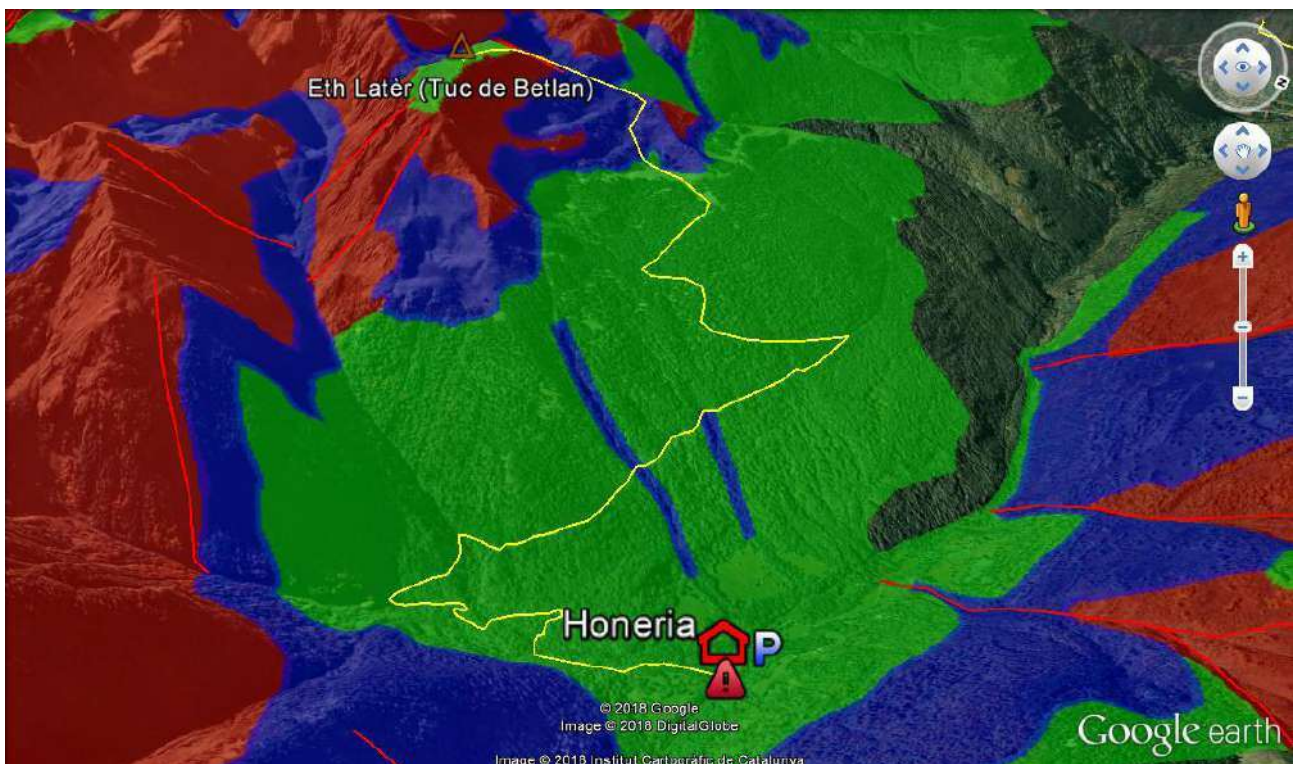 N
Eth Latèr (Tuc de Betlan)
Honeria
P
© 2018 Google
Image © 2018 DigitalGlobe
Image © 2018 Institut Cartogràfic de Catalunya
Google earth